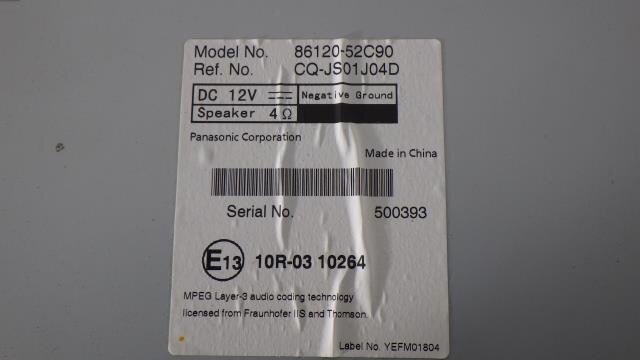 Model No. 86120-52C90
Ref. No. CQ-JS01J04D
DC 12V Negative Ground
Speaker 4Ω
Panasonic Corporation
Made in China
Serial No. 500393
E13 10R-03 10264
MPEG Layer-3 audio coding technology
licensed from Fraunhofer IIS and Thomson.
Label No. YEFM01804